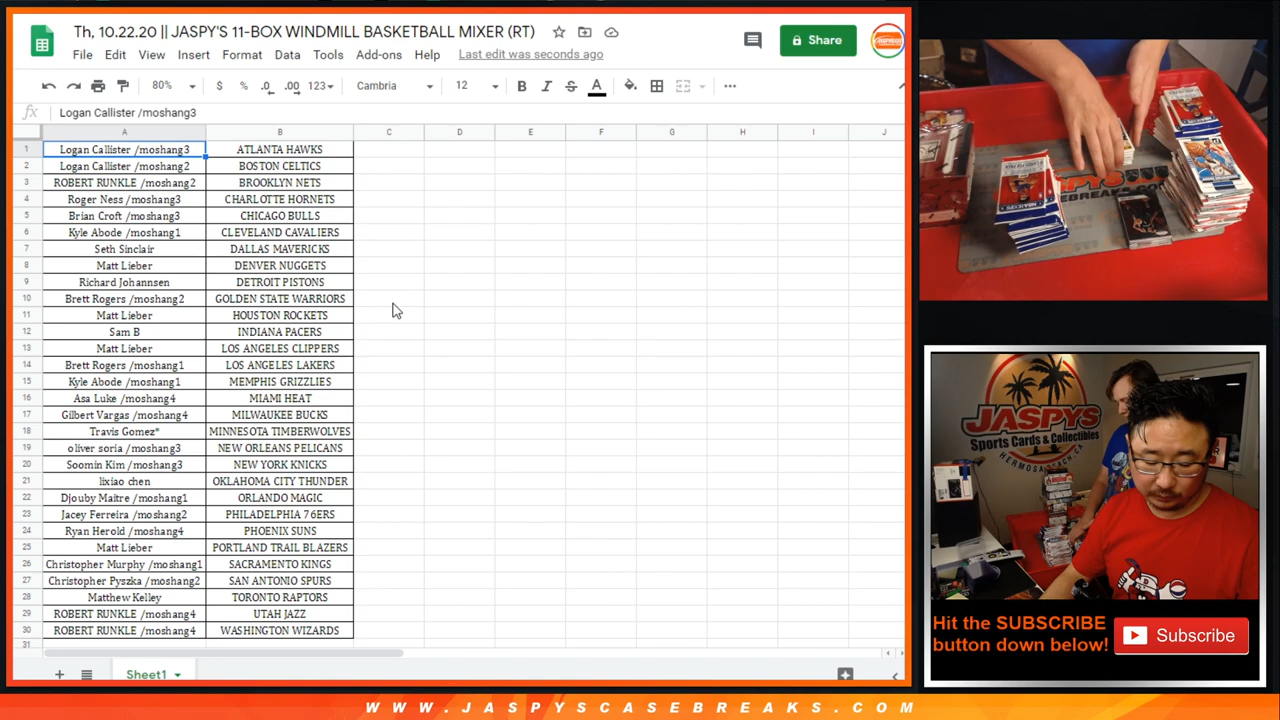 Th, 10.22.20 || JASPY'S 11-BOX WINDMILL BASKETBALL MIXER (RT)
File Edit View Insert Format Data Tools Add-ons Help Last edit was seconds ago
Share
80% $ % .0 .00 123 Cambria 12 B I S A
fx Logan Callister /moshang3
A B C D E F G H I J
1 Logan Callister /moshang3 ATLANTA HAWKS
2 Logan Callister /moshang2 BOSTON CELTICS
3 ROBERT RUNKLE /moshang2 BROOKLYN NETS
4 Roger Ness /moshang3 CHARLOTTE HORNETS
5 Brian Croft /moshang3 CHICAGO BULLS
6 Kyle Abode /moshang1 CLEVELAND CAVALIERS
7 Seth Sinclair DALLAS MAVERICKS
8 Matt Lieber DENVER NUGGETS
9 Richard Johannsen DETROIT PISTONS
10 Brett Rogers /moshang2 GOLDEN STATE WARRIORS
11 Matt Lieber HOUSTON ROCKETS
12 Sam B INDIANA PACERS
13 Matt Lieber LOS ANGELES CLIPPERS
14 Brett Rogers /moshang1 LOS ANGELES LAKERS
15 Kyle Abode /moshang1 MEMPHIS GRIZZLIES
16 Asa Luke /moshang4 MIAMI HEAT
17 Gilbert Vargas /moshang4 MILWAUKEE BUCKS
18 Travis Gomez* MINNESOTA TIMBERWOLVES
19 oliver soria /moshang3 NEW ORLEANS PELICANS
20 Soomin Kim /moshang3 NEW YORK KNICKS
21 lixiao chen OKLAHOMA CITY THUNDER
22 Djouby Maitre /moshang1 ORLANDO MAGIC
23 Jacey Ferreira /moshang2 PHILADELPHIA 76ERS
24 Ryan Herold /moshang4 PHOENIX SUNS
25 Matt Lieber PORTLAND TRAIL BLAZERS
26 Christopher Murphy /moshang1 SACRAMENTO KINGS
27 Christopher Pyszka /moshang2 SAN ANTONIO SPURS
28 Matthew Kelley TORONTO RAPTORS
29 ROBERT RUNKLE /moshang4 UTAH JAZZ
30 ROBERT RUNKLE /moshang4 WASHINGTON WIZARDS
31
Sheet1
JASPYS
Sports Cards & Collectibles
HERMOSA BEACH, CA
Hit the SUBSCRIBE
button down below!
Subscribe
WWW.JASPYSCASEBREAKS.COM